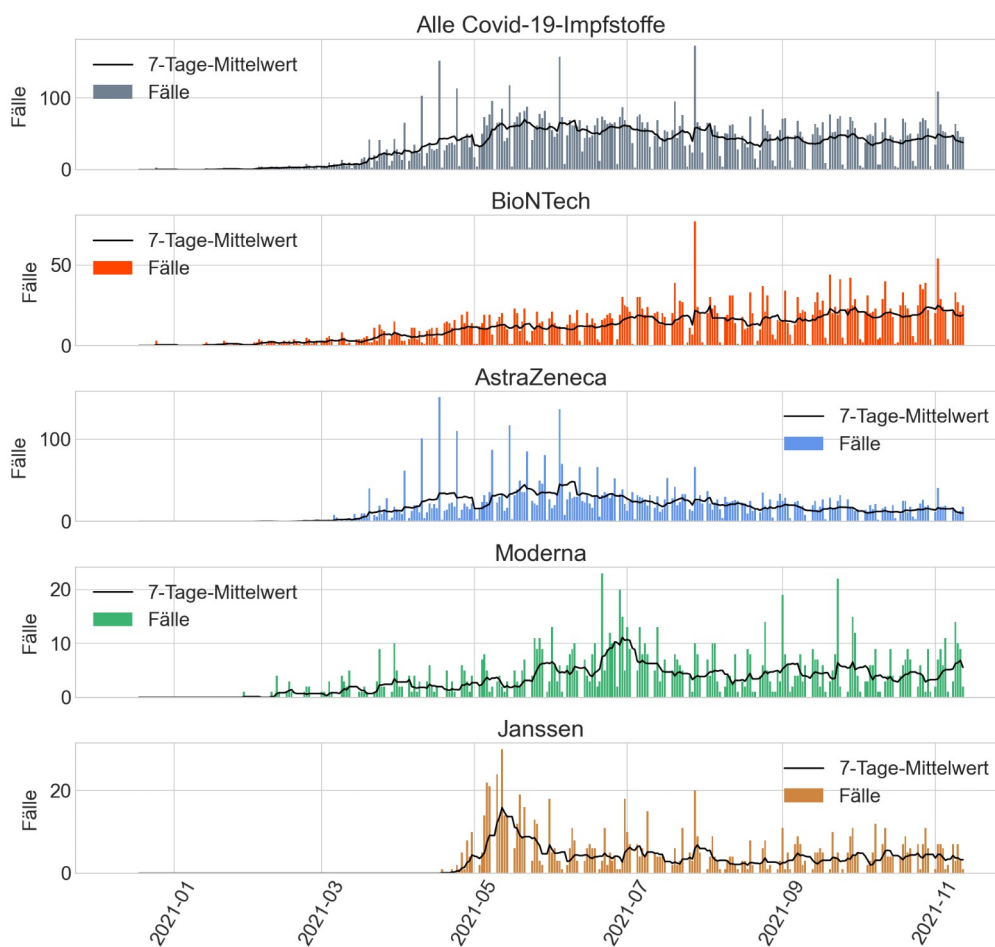 Alle Covid-19-Impfstoffe
Fälle
100
0
7-Tage-Mittelwert
Fälle
BioNTech
Fälle
50
0
7-Tage-Mittelwert
Fälle
AstraZeneca
Fälle
100
0
7-Tage-Mittelwert
Fälle
Moderna
Fälle
20
10
0
7-Tage-Mittelwert
Fälle
Janssen
Fälle
20
0
7-Tage-Mittelwert
Fälle
2021-01
2021-03
2021-05
2021-07
2021-09
2021-11